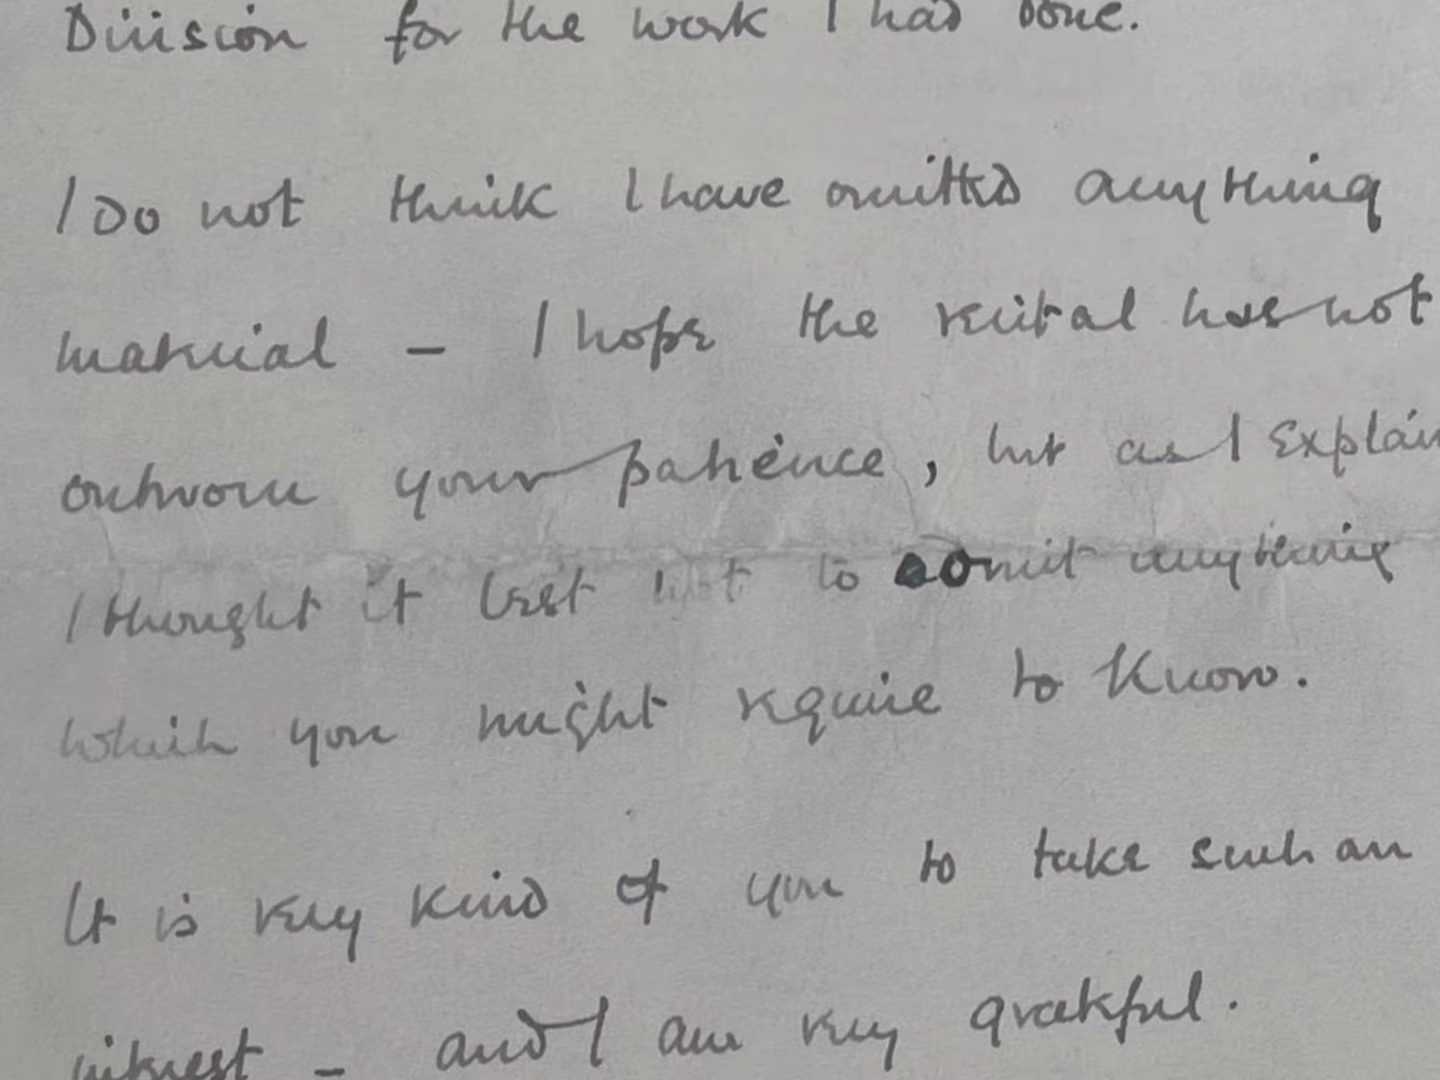 Division for the work I had done.
I do not think I have omitted anything
material - I hope the recital has not
outworn your patience, but as I explain
I thought it best not to omit anything
which you might require to know.
It is very kind of you to take such an
interest - and I am very grateful.